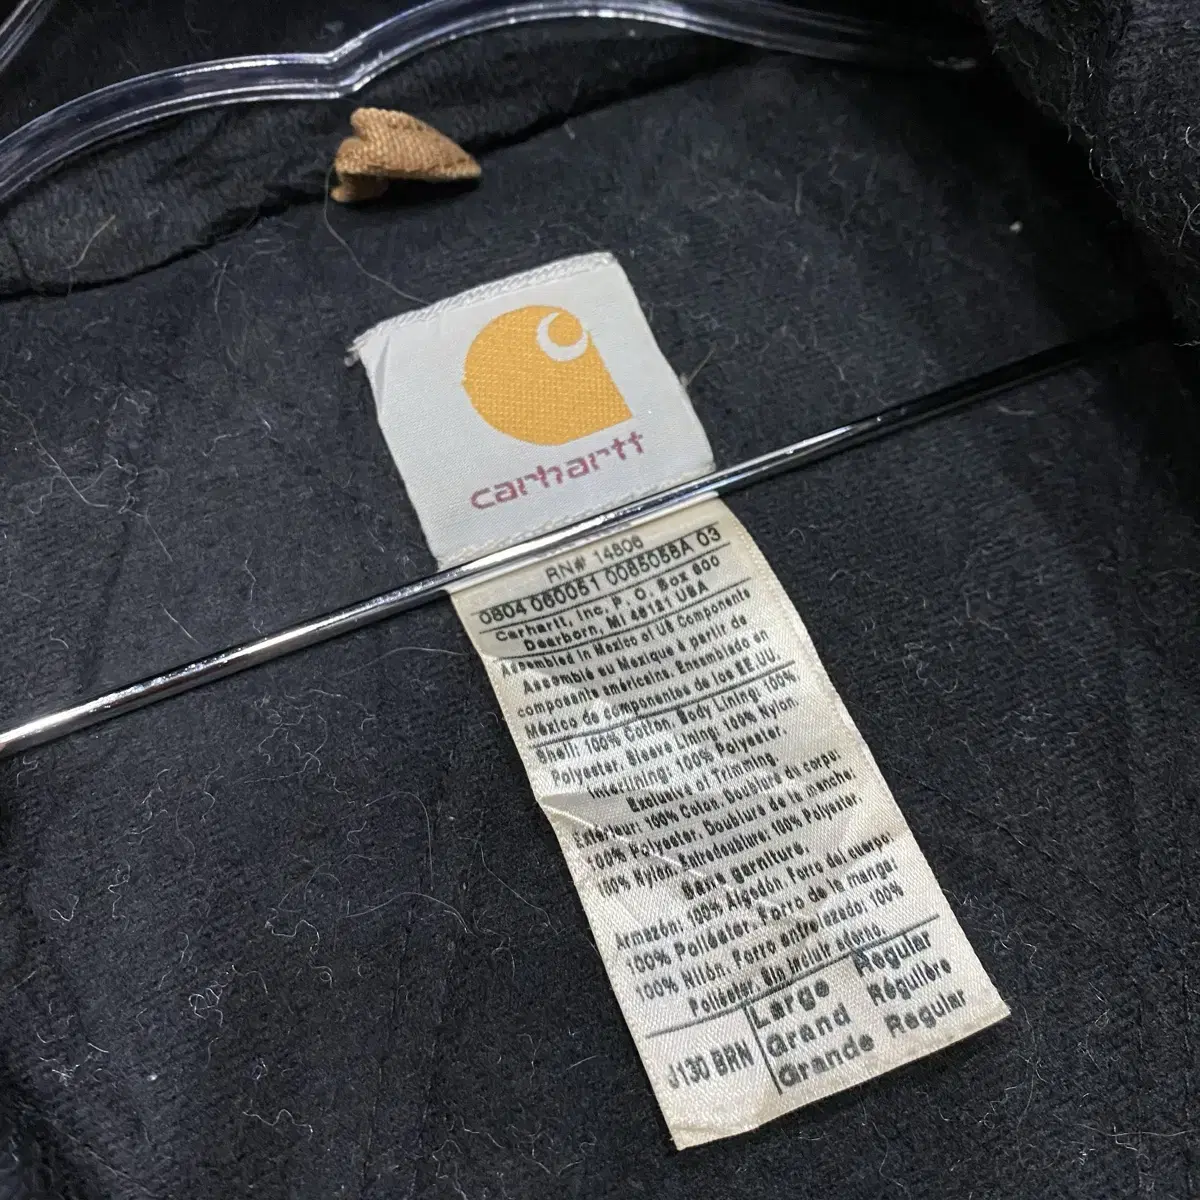 carhartt
RN# 14806
0804 060051 0085058A 03
Carhartt, Inc, P. O. Box 600
Dearborn, MI 48121 USA
Assembled in Mexico of US Components
Assemblé au Mexique à partir de
composants américains. Ensamblado en
México de componentes de los EE.UU.
Shell: 100% Cotton. Body Lining: 100%
Polyester. Sleeve Lining: 100% Nylon.
Interlining: 100% Polyester.
Exclusive of Trimming.
Extérieur: 100% Coton. Doublure du corps:
100% Polyester. Doublure de la manche:
100% Nylon. Entredoublure: 100% Polyester.
Sans garniture.
Armazón: 100% Algodón. Forro del cuerpo:
100% Poliéster. Forro de la manga:
100% Nilón. Forro entrelazado: 100%
Poliéster. Sin incluir adorno.
Large Regular
Grand Régulière
J130 BRN Grande Regular